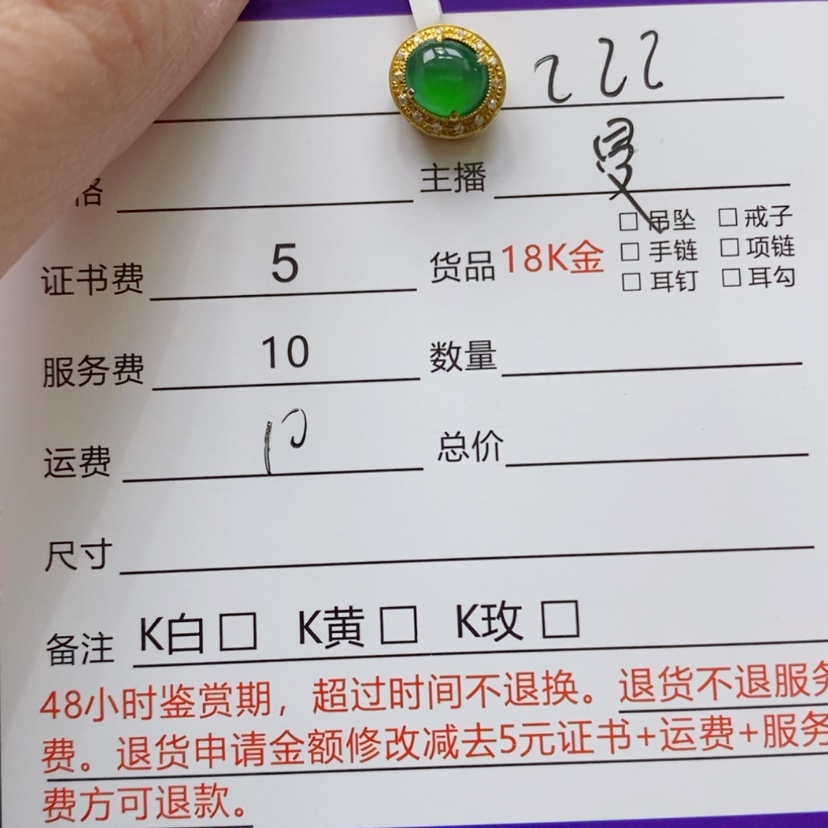 222
格 主播 曼
证书费 5 货品 18K金 □ 吊坠 □ 戒子
□ 手链 □ 项链
□ 耳钉 □ 耳勾
服务费 10 数量
运费 10 总价
尺寸
备注 K白 □ K黄 □ K玫 □
48小时鉴赏期，超过时间不退换。退货不退服务
费。退货申请金额修改减去5元证书+运费+服务
费方可退款。